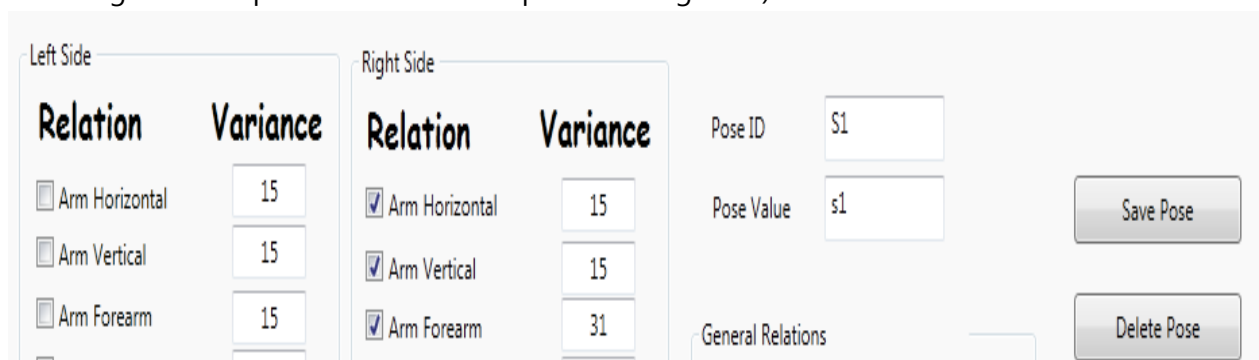 Left Side
Relation Variance
Arm Horizontal 15
Arm Vertical 15
Arm Forearm 15
Right Side
Relation Variance
Arm Horizontal 15
Arm Vertical 15
Arm Forearm 31
Pose ID S1
Pose Value s1
General Relations
Save Pose
Delete Pose